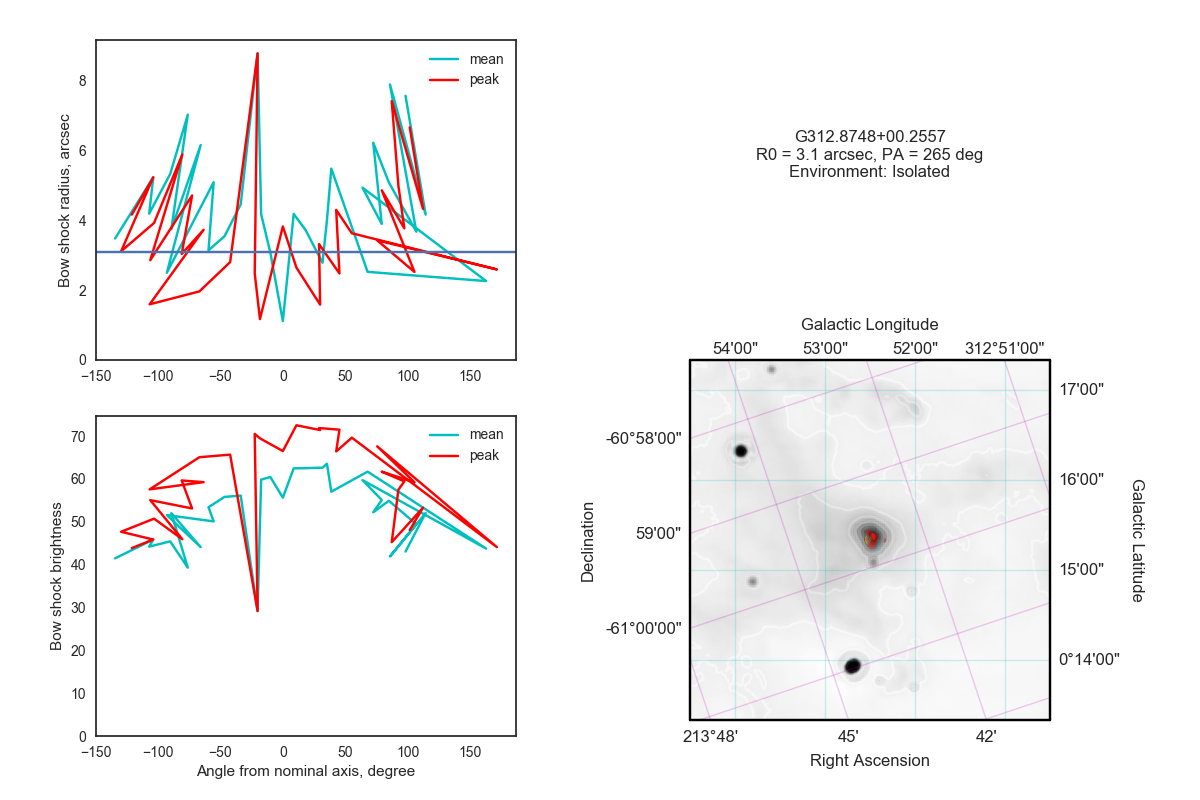 mean
peak
8
6
4
2
0
Bow shock radius, arcsec
−150 −100 −50 0 50 100 150
mean
peak
70
60
50
40
30
20
10
0
Bow shock brightness
−150 −100 −50 0 50 100 150
Angle from nominal axis, degree
G312.8748+00.2557
R0 = 3.1 arcsec, PA = 265 deg
Environment: Isolated
Galactic Longitude
54'00" 53'00" 52'00" 312°51'00"
17'00"
16'00"
15'00"
0°14'00"
Galactic Latitude
-60°58'00"
59'00"
-61°00'00"
Declination
213°48' 45' 42'
Right Ascension